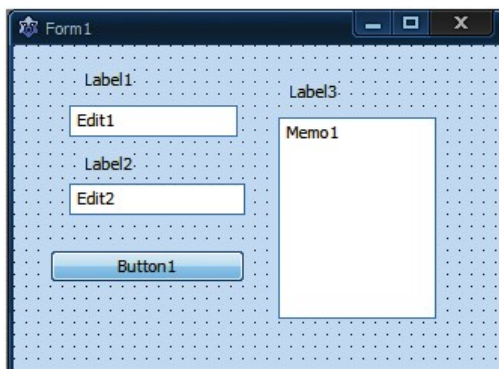 Form1
Label1
Edit1
Label2
Edit2
Button1
Label3
Memo1